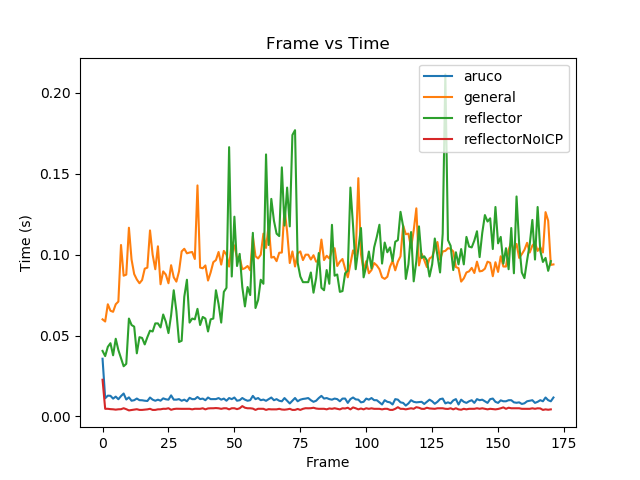 Frame vs Time
aruco
general
reflector
reflectorNoICP
0.20
0.15
0.10
0.05
0.00
Time (s)
0 25 50 75 100 125 150 175
Frame